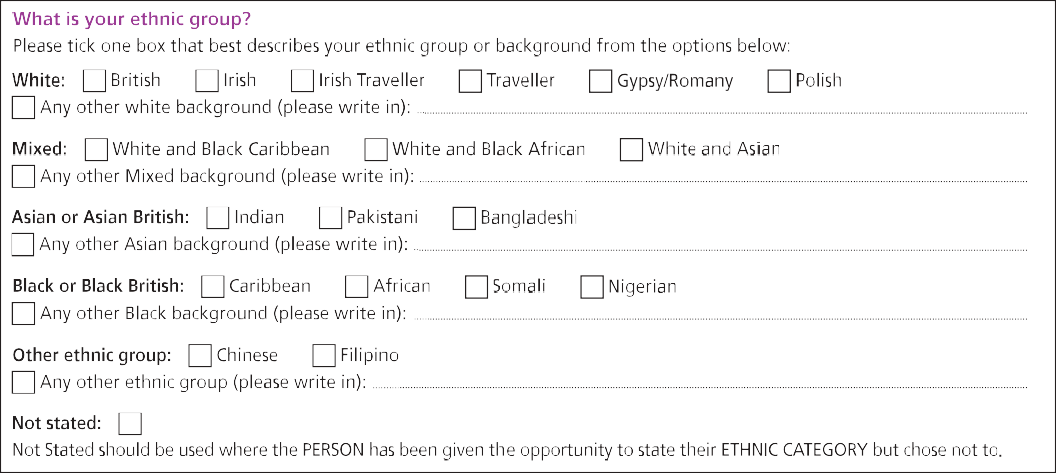 What is your ethnic group?
Please tick one box that best describes your ethnic group or background from the options below:
White: British Irish Irish Traveller Traveller Gypsy/Romany Polish
Any other white background (please write in):
Mixed: White and Black Caribbean White and Black African White and Asian
Any other Mixed background (please write in):
Asian or Asian British: Indian Pakistani Bangladeshi
Any other Asian background (please write in):
Black or Black British: Caribbean African Somali Nigerian
Any other Black background (please write in):
Other ethnic group: Chinese Filipino
Any other ethnic group (please write in):
Not stated:
Not Stated should be used where the PERSON has been given the opportunity to state their ETHNIC CATEGORY but chose not to.